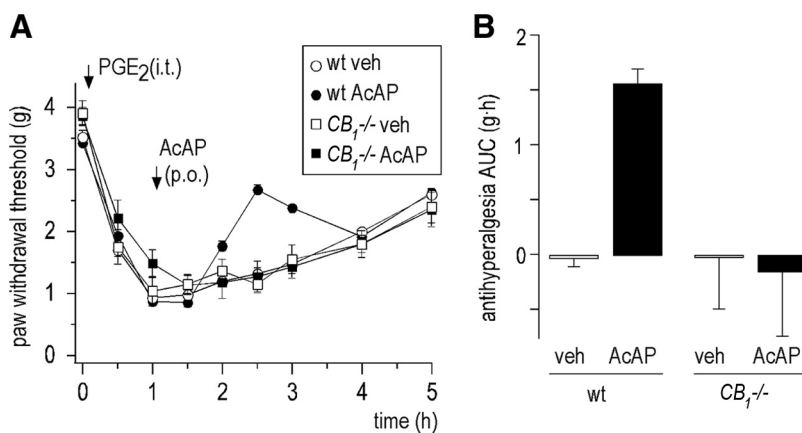 A
PGE2(i.t.)
AcAP
(p.o.)
wt veh
wt AcAP
CB1-/- veh
CB1-/- AcAP
paw withdrawal threshold (g)
4
3
2
1
0
0 1 2 3 4 5
time (h)
B
antihyperalgesia AUC (g·h)
2
1
0
veh AcAP veh AcAP
wt CB1-/-